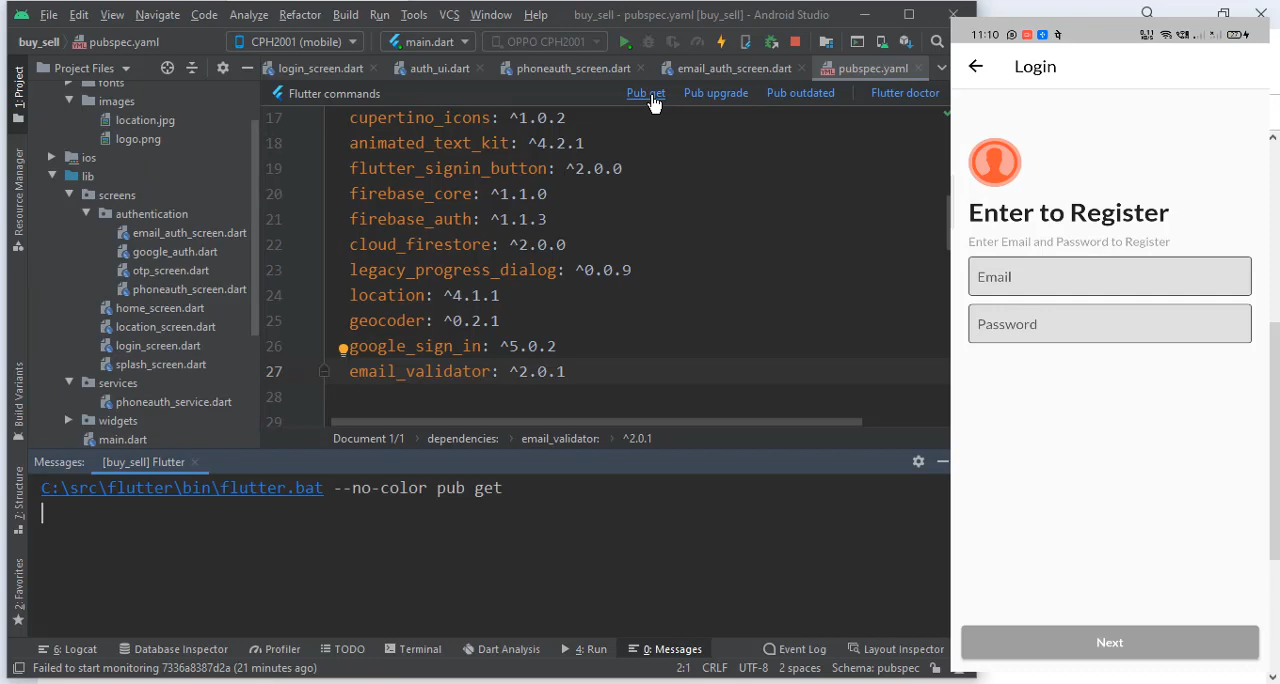 File Edit View Navigate Code Analyze Refactor Build Run Tools VCS Window Help buy_sell - pubspec.yaml [buy_sell] - Android Studio
buy_sell pubspec.yaml CPH2001 (mobile) main.dart OPPO CPH2001
Project Files login_screen.dart auth_ui.dart phoneauth_screen.dart email_auth_screen.dart pubspec.yaml
1: Project
Resource Manager
Build Variants
Z: Structure
2: Favorites
fonts
images
location.jpg
logo.png
ios
lib
screens
authentication
email_auth_screen.dart
google_auth.dart
otp_screen.dart
phoneauth_screen.dart
home_screen.dart
location_screen.dart
login_screen.dart
splash_screen.dart
services
phoneauth_service.dart
widgets
main.dart
Flutter commands Pub get Pub upgrade Pub outdated Flutter doctor
17 cupertino_icons: ^1.0.2
18 animated_text_kit: ^4.2.1
19 flutter_signin_button: ^2.0.0
20 firebase_core: ^1.1.0
21 firebase_auth: ^1.1.3
22 cloud_firestore: ^2.0.0
23 legacy_progress_dialog: ^0.0.9
24 location: ^4.1.1
25 geocoder: ^0.2.1
26 google_sign_in: ^5.0.2
27 email_validator: ^2.0.1
28
29
Document 1/1 dependencies: email_validator: ^2.0.1
Messages: [buy_sell] Flutter
C:\src\flutter\bin\flutter.bat --no-color pub get
6: Logcat Database Inspector Profiler TODO Terminal Dart Analysis 4: Run 0: Messages Event Log Layout Inspector
Failed to start monitoring 7336a8387d2a (21 minutes ago) 2:1 CRLF UTF-8 2 spaces Schema: pubspec
11:10
Login
Enter to Register
Enter Email and Password to Register
Email
Password
Next